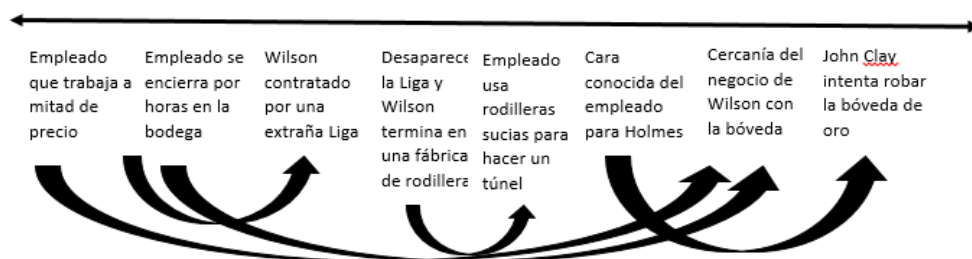 Empleado
que trabaja a
mitad de
precio
Empleado se
encierra por
horas en la
bodega
Wilson
contratado
por una
extraña Liga
Desaparece
la Liga y
Wilson
termina en
una fábrica
de rodillera
Empleado
usa
rodilleras
sucias para
hacer un
túnel
Cara
conocida del
empleado
para Holmes
Cercanía del
negocio de
Wilson con
la bóveda
John Clay
intenta robar
la bóveda de
oro